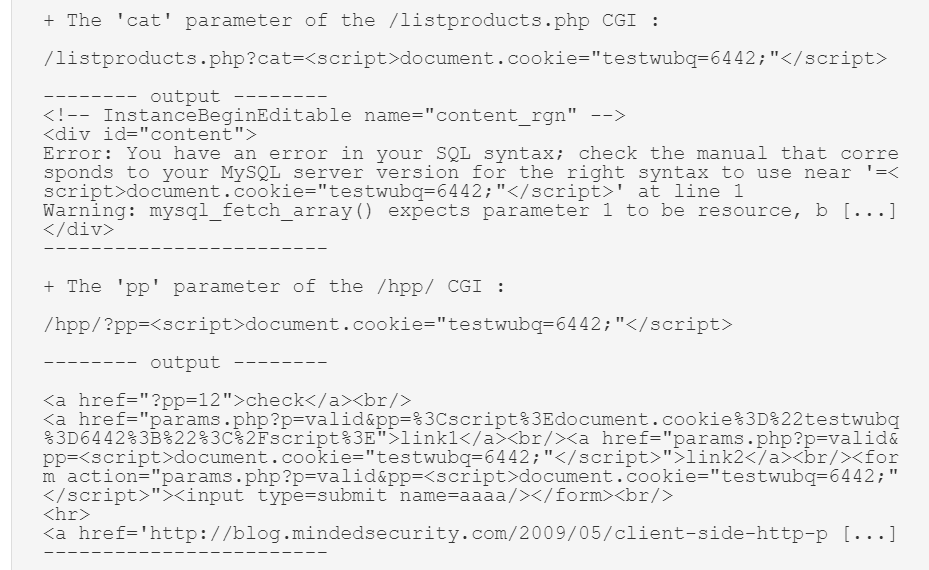 + The 'cat' parameter of the /listproducts.php CGI :
/listproducts.php?cat=<script>document.cookie="testwubq=6442;"</script>
-------- output --------
<!-- InstanceBeginEditable name="content_rgn" -->
<div id="content">
Error: You have an error in your SQL syntax; check the manual that corre
sponds to your MySQL server version for the right syntax to use near '=<
script>document.cookie="testwubq=6442;"</script>' at line 1
Warning: mysql_fetch_array() expects parameter 1 to be resource, b [...]
</div>
------------------------
+ The 'pp' parameter of the /hpp/ CGI :
/hpp/?pp=<script>document.cookie="testwubq=6442;"</script>
-------- output --------
<a href="?pp=12">check</a><br/>
<a href="params.php?p=valid&pp=%3Cscript%3Edocument.cookie%3D%22testwubq
%3D6442%3B%22%3C%2Fscript%3E">link1</a><br/><a href="params.php?p=valid&
pp=<script>document.cookie="testwubq=6442;"</script>">link2</a><br/><for
m action="params.php?p=valid&pp=<script>document.cookie="testwubq=6442;"
</script>"><input type=submit name=aaaa/></form><br/>
<hr>
<a href='http://blog.mindedsecurity.com/2009/05/client-side-http-p [...]
------------------------